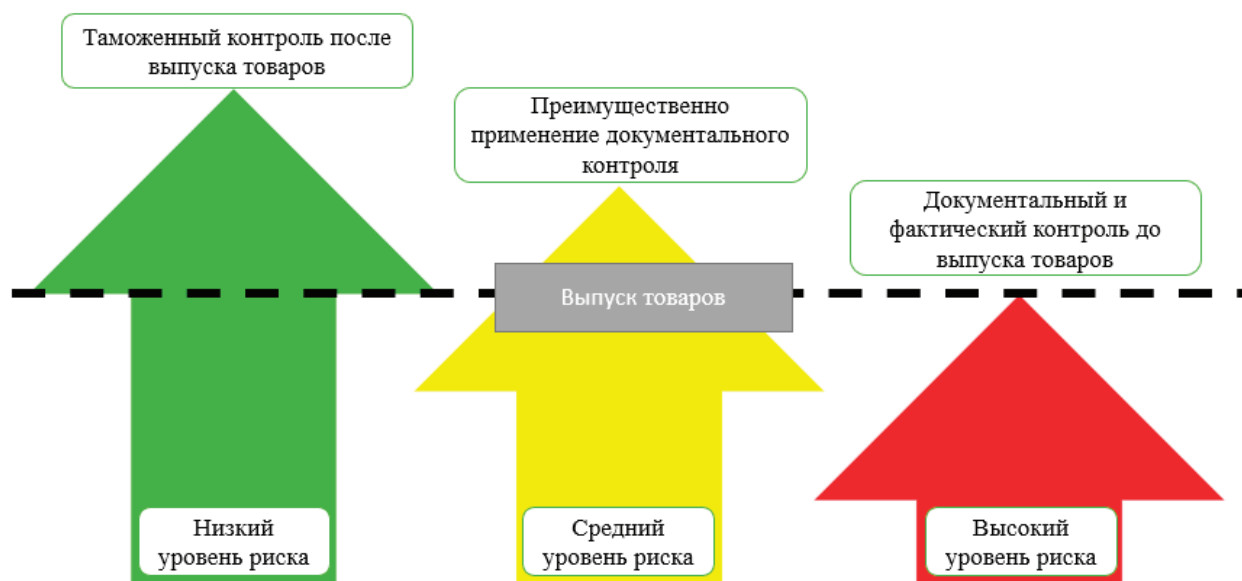 Таможенный контроль после
выпуска товаров
Преимущественно
применение документального
контроля
Документальный и
фактический контроль до
выпуска товаров
Выпуск товаров
Низкий
уровень риска
Средний
уровень риска
Высокий
уровень риска